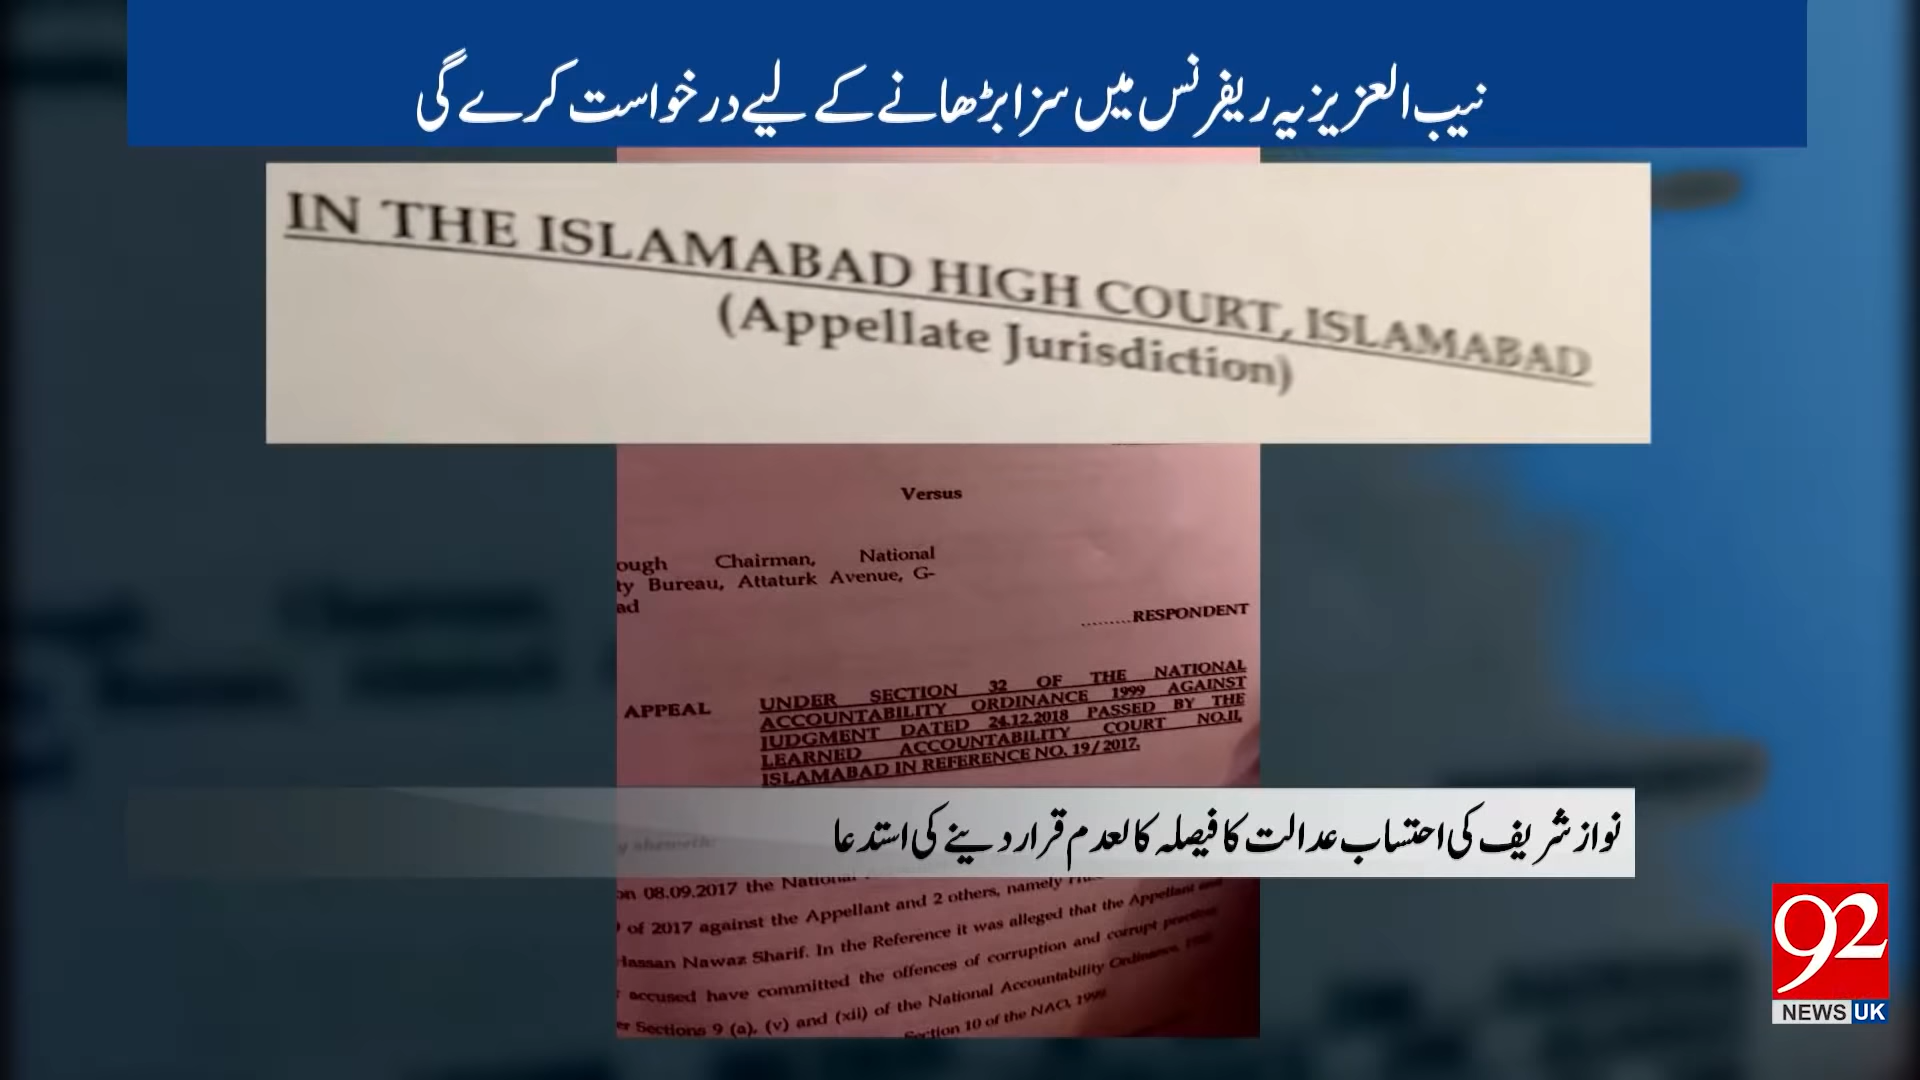 نیب العزیزیہ ریفرنس میں سزا بڑھانے کے لیے درخواست کرے گی
IN THE ISLAMABAD HIGH COURT, ISLAMABAD
(Appellate Jurisdiction)
Versus
ough Chairman, National
ty Bureau, Attaturk Avenue, G-
ad
.........RESPONDENT
APPEAL UNDER SECTION 32 OF THE NATIONAL
ACCOUNTABILITY ORDINANCE 1999 AGAINST
JUDGMENT DATED 24.12.2018 PASSED BY THE
LEARNED ACCOUNTABILITY COURT NO.II,
ISLAMABAD IN REFERENCE NO. 19/2017.
نواز شریف کی احتساب عدالت کا فیصلہ کالعدم قرار دینے کی استدعا
y sheweth:
on 08.09.2017 the National
of 2017 against the Appellant and 2 others, namely
Hassan Nawaz Sharif. In the Reference it was alleged that the Appellant and
accused have committed the offences of corruption and corrupt practices
er Sections 9 (a), (v) and (xii) of the National Accountability Ordinance,
Section 10 of the NAO, 1999
92
NEWS UK